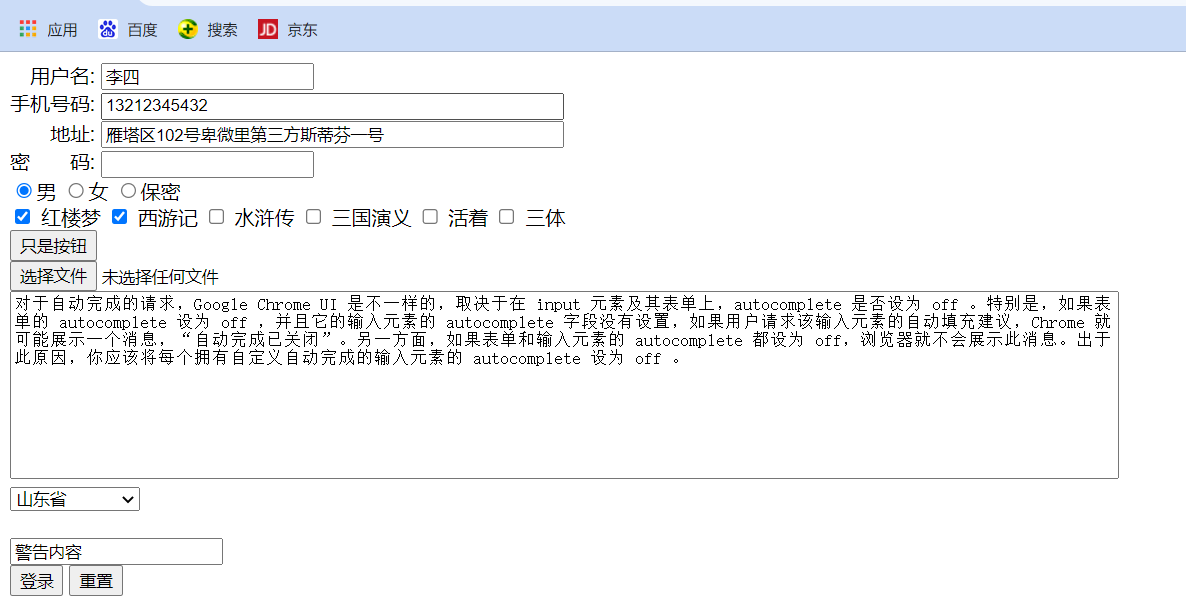 应用 百度 搜索 JD 京东
用户名: 李四
手机号码: 13212345432
地址: 雁塔区102号卑微里第三方斯蒂芬一号
密 码:
男 女 保密
红楼梦 西游记 水浒传 三国演义 活着 三体
只是按钮
选择文件 未选择任何文件
对于自动完成的请求，Google Chrome UI 是不一样的，取决于在 input 元素及其表单上，autocomplete 是否设为 off 。特别是，如果表
单的 autocomplete 设为 off ，并且它的输入元素的 autocomplete 字段没有设置，如果用户请求该输入元素的自动填充建议，Chrome 就
可能展示一个消息，“自动完成已关闭”。另一方面，如果表单和输入元素的 autocomplete 都设为 off，浏览器就不会展示此消息。出于
此原因，你应该将每个拥有自定义自动完成的输入元素的 autocomplete 设为 off 。
山东省
警告内容
登录 重置